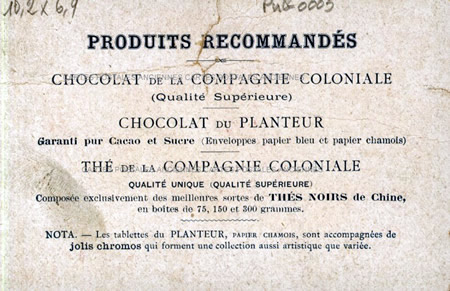 10,2 x 6,9
PUB 0003
PRODUITS RECOMMANDÉS
CHOCOLAT DE LA COMPAGNIE COLONIALE
(Qualité Supérieure)
CHOCOLAT DU PLANTEUR
Garanti pur Cacao et Sucre (Enveloppes papier bleu et papier chamois)
THÉ DE LA COMPAGNIE COLONIALE
QUALITÉ UNIQUE (QUALITÉ SUPÉRIEURE)
Composée exclusivement des meilleures sortes de THÉS NOIRS de Chine,
en boîtes de 75, 150 et 300 grammes.
NOTA. — Les tablettes du PLANTEUR, PAPIER CHAMOIS, sont accompagnées de
jolis chromos qui forment une collection aussi artistique que variée.